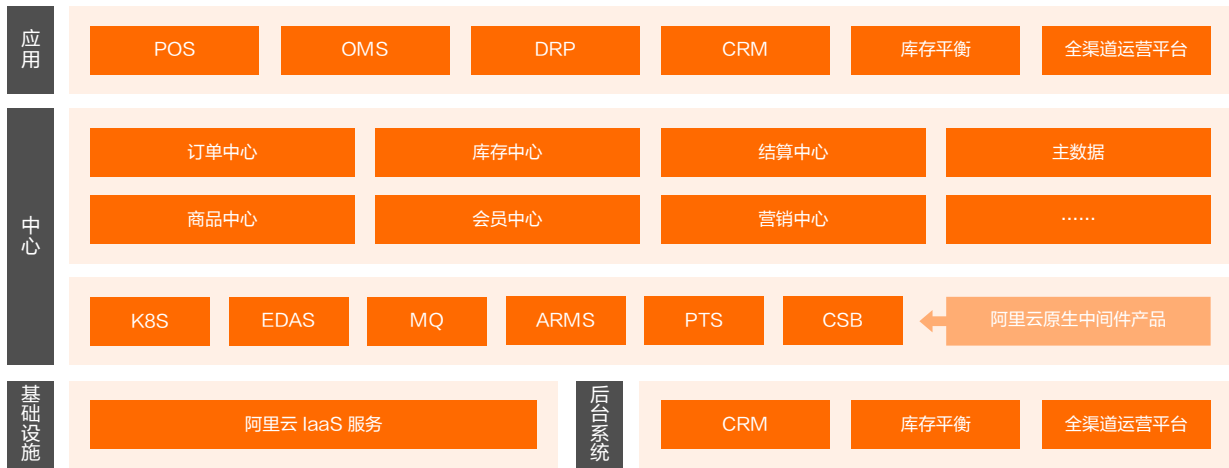 应用
POS
OMS
DRP
CRM
库存平衡
全渠道运营平台
中心
订单中心
库存中心
结算中心
主数据
商品中心
会员中心
营销中心
……
K8S
EDAS
MQ
ARMS
PTS
CSB
阿里云原生中间件产品
基础设施
阿里云 IaaS 服务
后台系统
CRM
库存平衡
全渠道运营平台